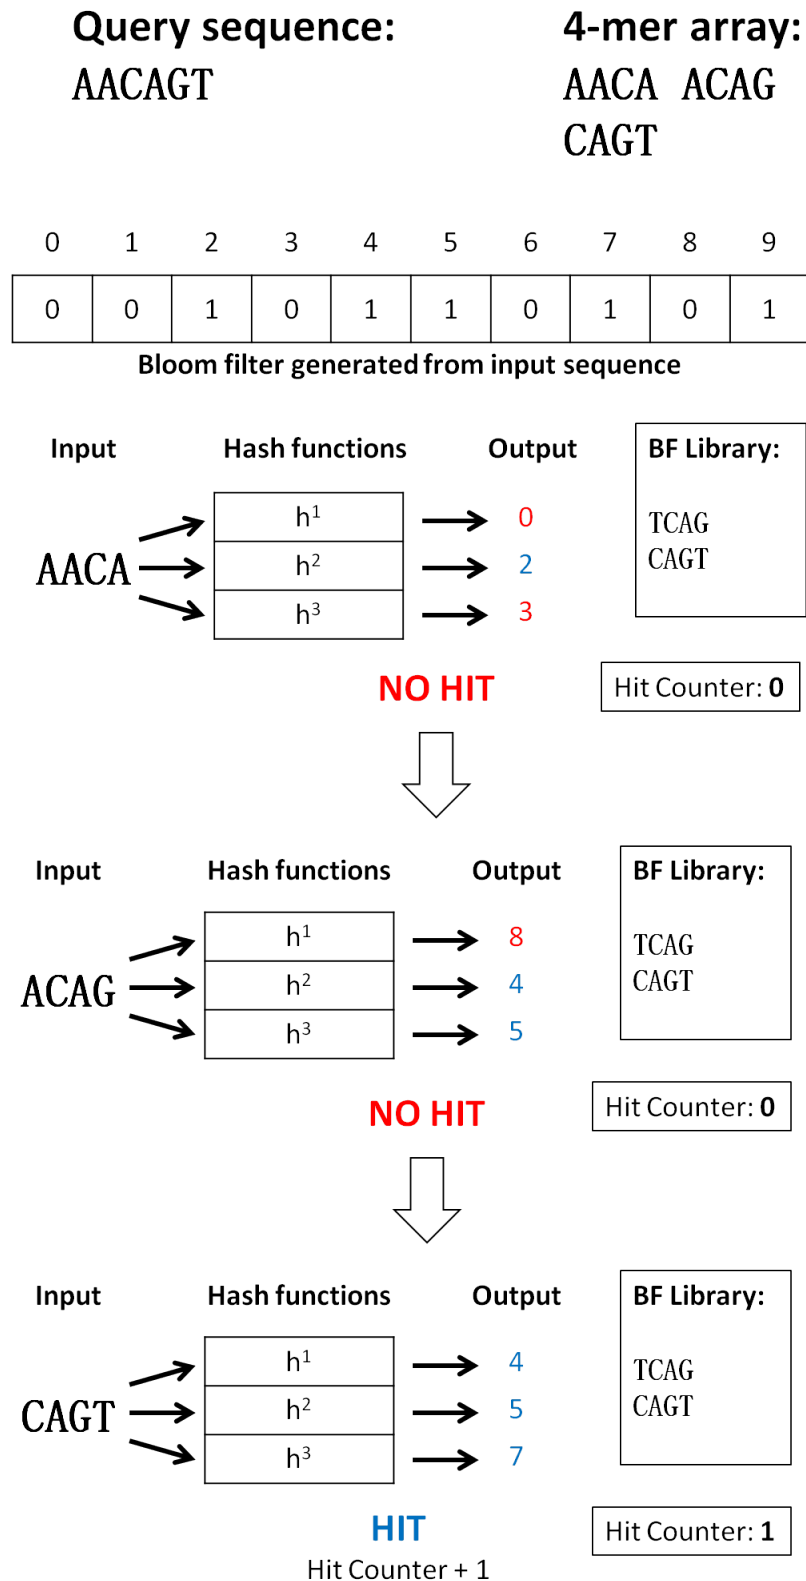 Query sequence: 4-mer array:
AACAGT AACA ACAG
CAGT
0 1 2 3 4 5 6 7 8 9
0 0 1 0 1 1 0 1 0 1
Bloom filter generated from input sequence
Input Hash functions Output BF Library:
h¹ 0 TCAG
AACA h² 2 CAGT
h³ 3
NO HIT Hit Counter: 0
Input Hash functions Output BF Library:
h¹ 8 TCAG
ACAG h² 4 CAGT
h³ 5
NO HIT Hit Counter: 0
Input Hash functions Output BF Library:
h¹ 4 TCAG
CAGT h² 5 CAGT
h³ 7
HIT Hit Counter: 1
Hit Counter + 1